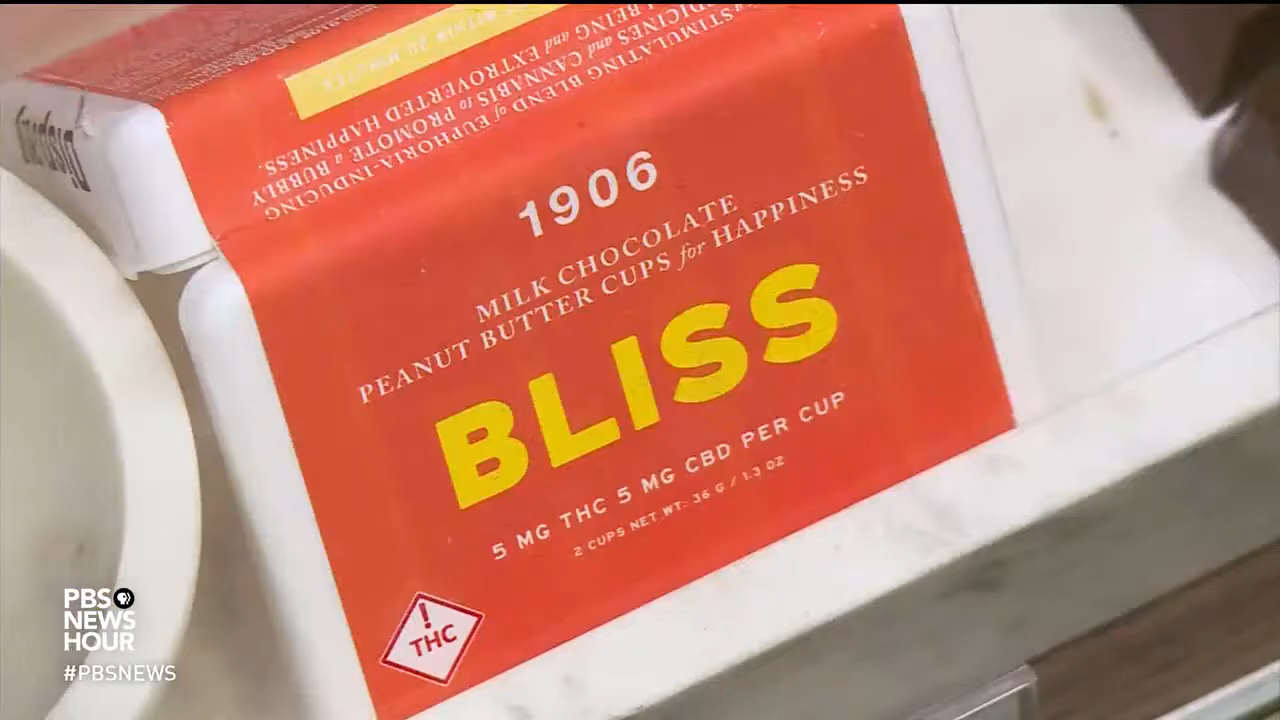 Display
STIMULATING
EUPHORIA-INDUCING BLEND of
MEDICINES and CANNABIS to PROMOTE a BUBBLY
BEING and EXTROVERTED HAPPINESS.
1906
MILK CHOCOLATE
PEANUT BUTTER CUPS for HAPPINESS
BLISS
5 MG THC 5 MG CBD PER CUP
2 CUPS NET WT: 36 G / 1.3 OZ
!
THC
PBS
NEWS
HOUR
#PBSNEWS